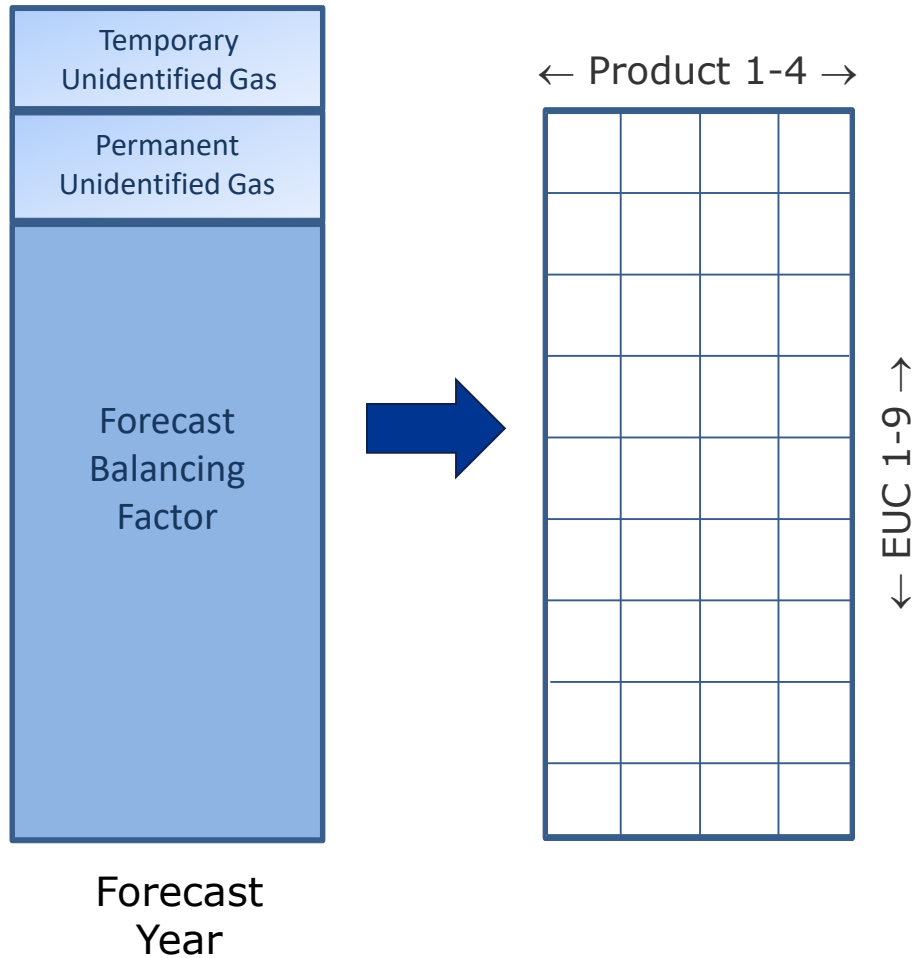 Temporary
Unidentified Gas
Permanent
Unidentified Gas
Forecast
Balancing
Factor
Forecast
Year
← Product 1-4 →
← EUC 1-9 →